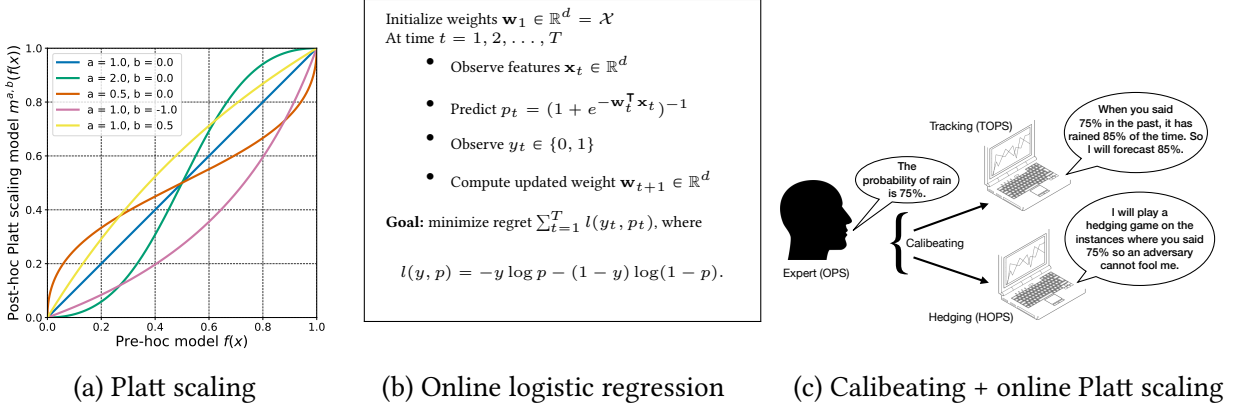 Post-hoc Platt scaling model m^{a,b}(f(x))
1.0
0.8
0.6
0.4
0.2
0.0
a = 1.0, b = 0.0
a = 2.0, b = 0.0
a = 0.5, b = 0.0
a = 1.0, b = -1.0
a = 1.0, b = 0.5
0.0 0.2 0.4 0.6 0.8 1.0
Pre-hoc model f(x)
(a) Platt scaling
Initialize weights w₁ ∈ ℝ^d = 𝒳
At time t = 1, 2, . . . , T
• Observe features x_t ∈ ℝ^d
• Predict p_t = (1 + e^{−w_t^⊤ x_t})^{−1}
• Observe y_t ∈ {0, 1}
• Compute updated weight w_{t+1} ∈ ℝ^d
Goal: minimize regret ∑_{t=1}^T l(y_t, p_t), where
l(y, p) = −y log p − (1 − y) log(1 − p).
(b) Online logistic regression
Expert (OPS)
The
probability of rain
is 75%.
Calibeating
Tracking (TOPS)
When you said
75% in the past, it has
rained 85% of the time. So
I will forecast 85%.
Hedging (HOPS)
I will play a
hedging game on the
instances where you said
75% so an adversary
cannot fool me.
(c) Calibeating + online Platt scaling